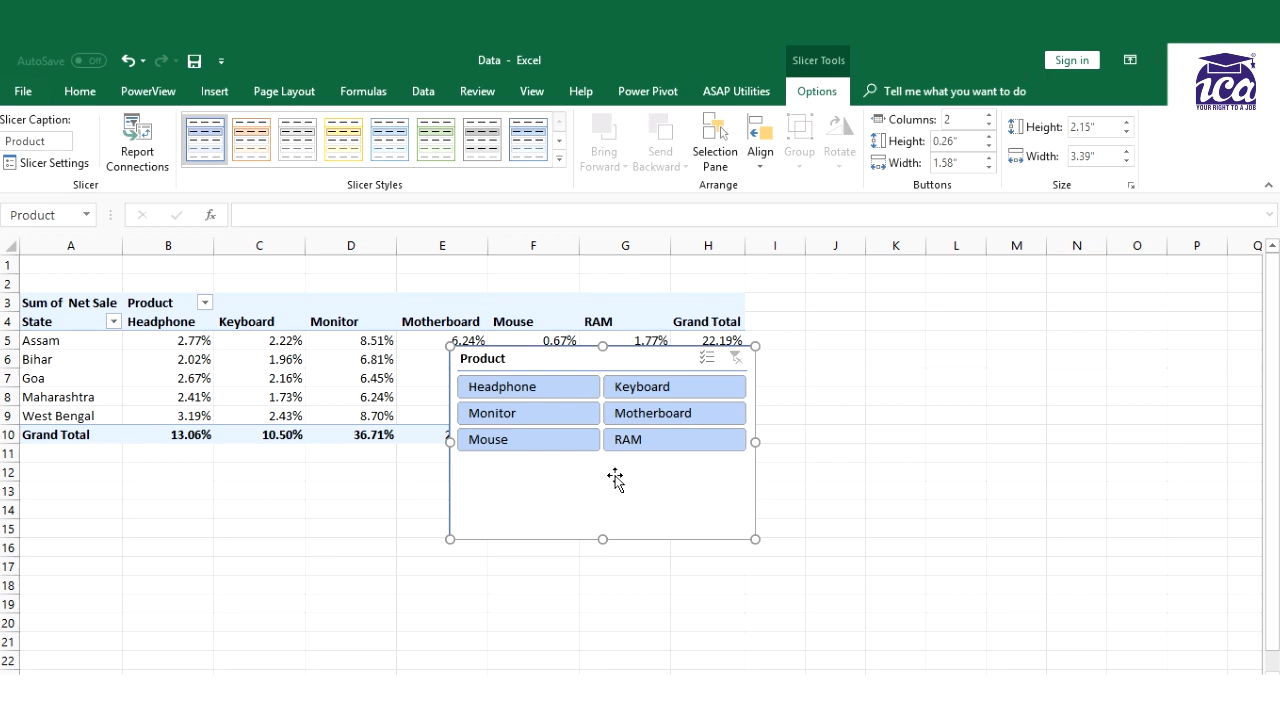 AutoSave Off
Data - Excel
Slicer Tools
Sign in
ica
YOUR RIGHT TO A JOB
File Home PowerView Insert Page Layout Formulas Data Review View Help Power Pivot ASAP Utilities Options Tell me what you want to do
Slicer Caption:
Product
Slicer Settings
Slicer
Report
Connections
Slicer Styles
Bring
Forward
Send
Backward
Selection
Pane
Align
Group
Rotate
Arrange
Columns: 2
Height: 0.26"
Width: 1.58"
Buttons
Height: 2.15"
Width: 3.39"
Size
Product
fx
A B C D E F G H I J K L M N O P Q
1
2
3 Sum of Net Sale Product
4 State Headphone Keyboard Monitor Motherboard Mouse RAM Grand Total
5 Assam 2.77% 2.22% 8.51% 6.24% 0.67% 1.77% 22.19%
6 Bihar 2.02% 1.96% 6.81%
7 Goa 2.67% 2.16% 6.45%
8 Maharashtra 2.41% 1.73% 6.24%
9 West Bengal 3.19% 2.43% 8.70%
10 Grand Total 13.06% 10.50% 36.71%
Product
Headphone Keyboard
Monitor Motherboard
Mouse RAM
11
12
13
14
15
16
17
18
19
20
21
22